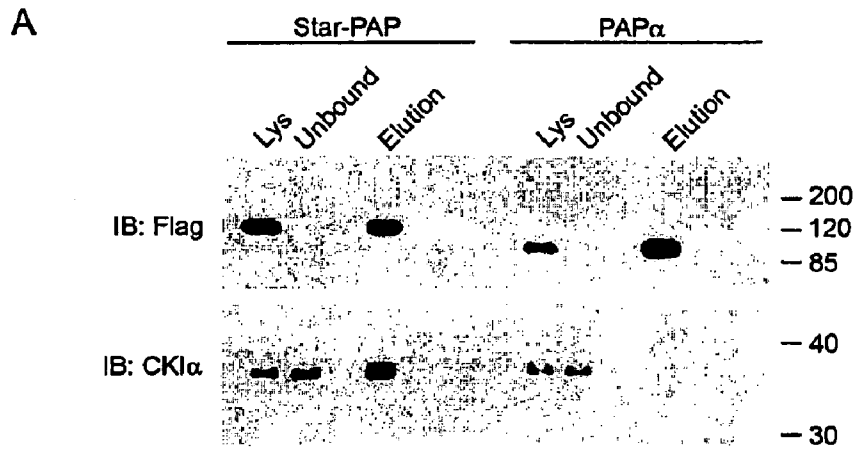 A
Star-PAP PAPα
Lys Unbound Elution Lys Unbound Elution
IB: Flag
200
120
85
IB: CKIα
40
30